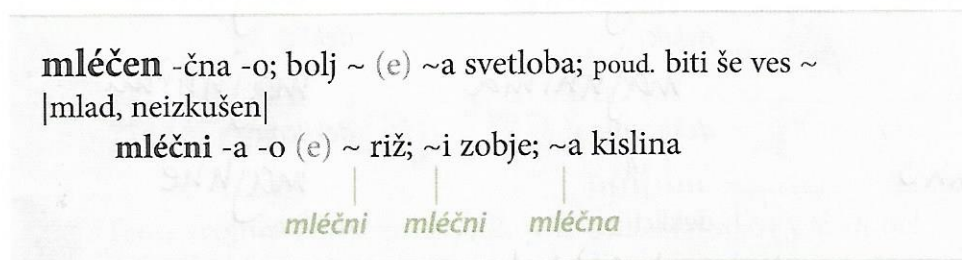 mléčen -čna -o; bolj ~ (e) ~a svetloba; poud. biti še ves ~
|mlad, neizkušen|
mléčni -a -o (e) ~ riž; ~i zobje; ~a kislina
mléčni mléčni mléčna